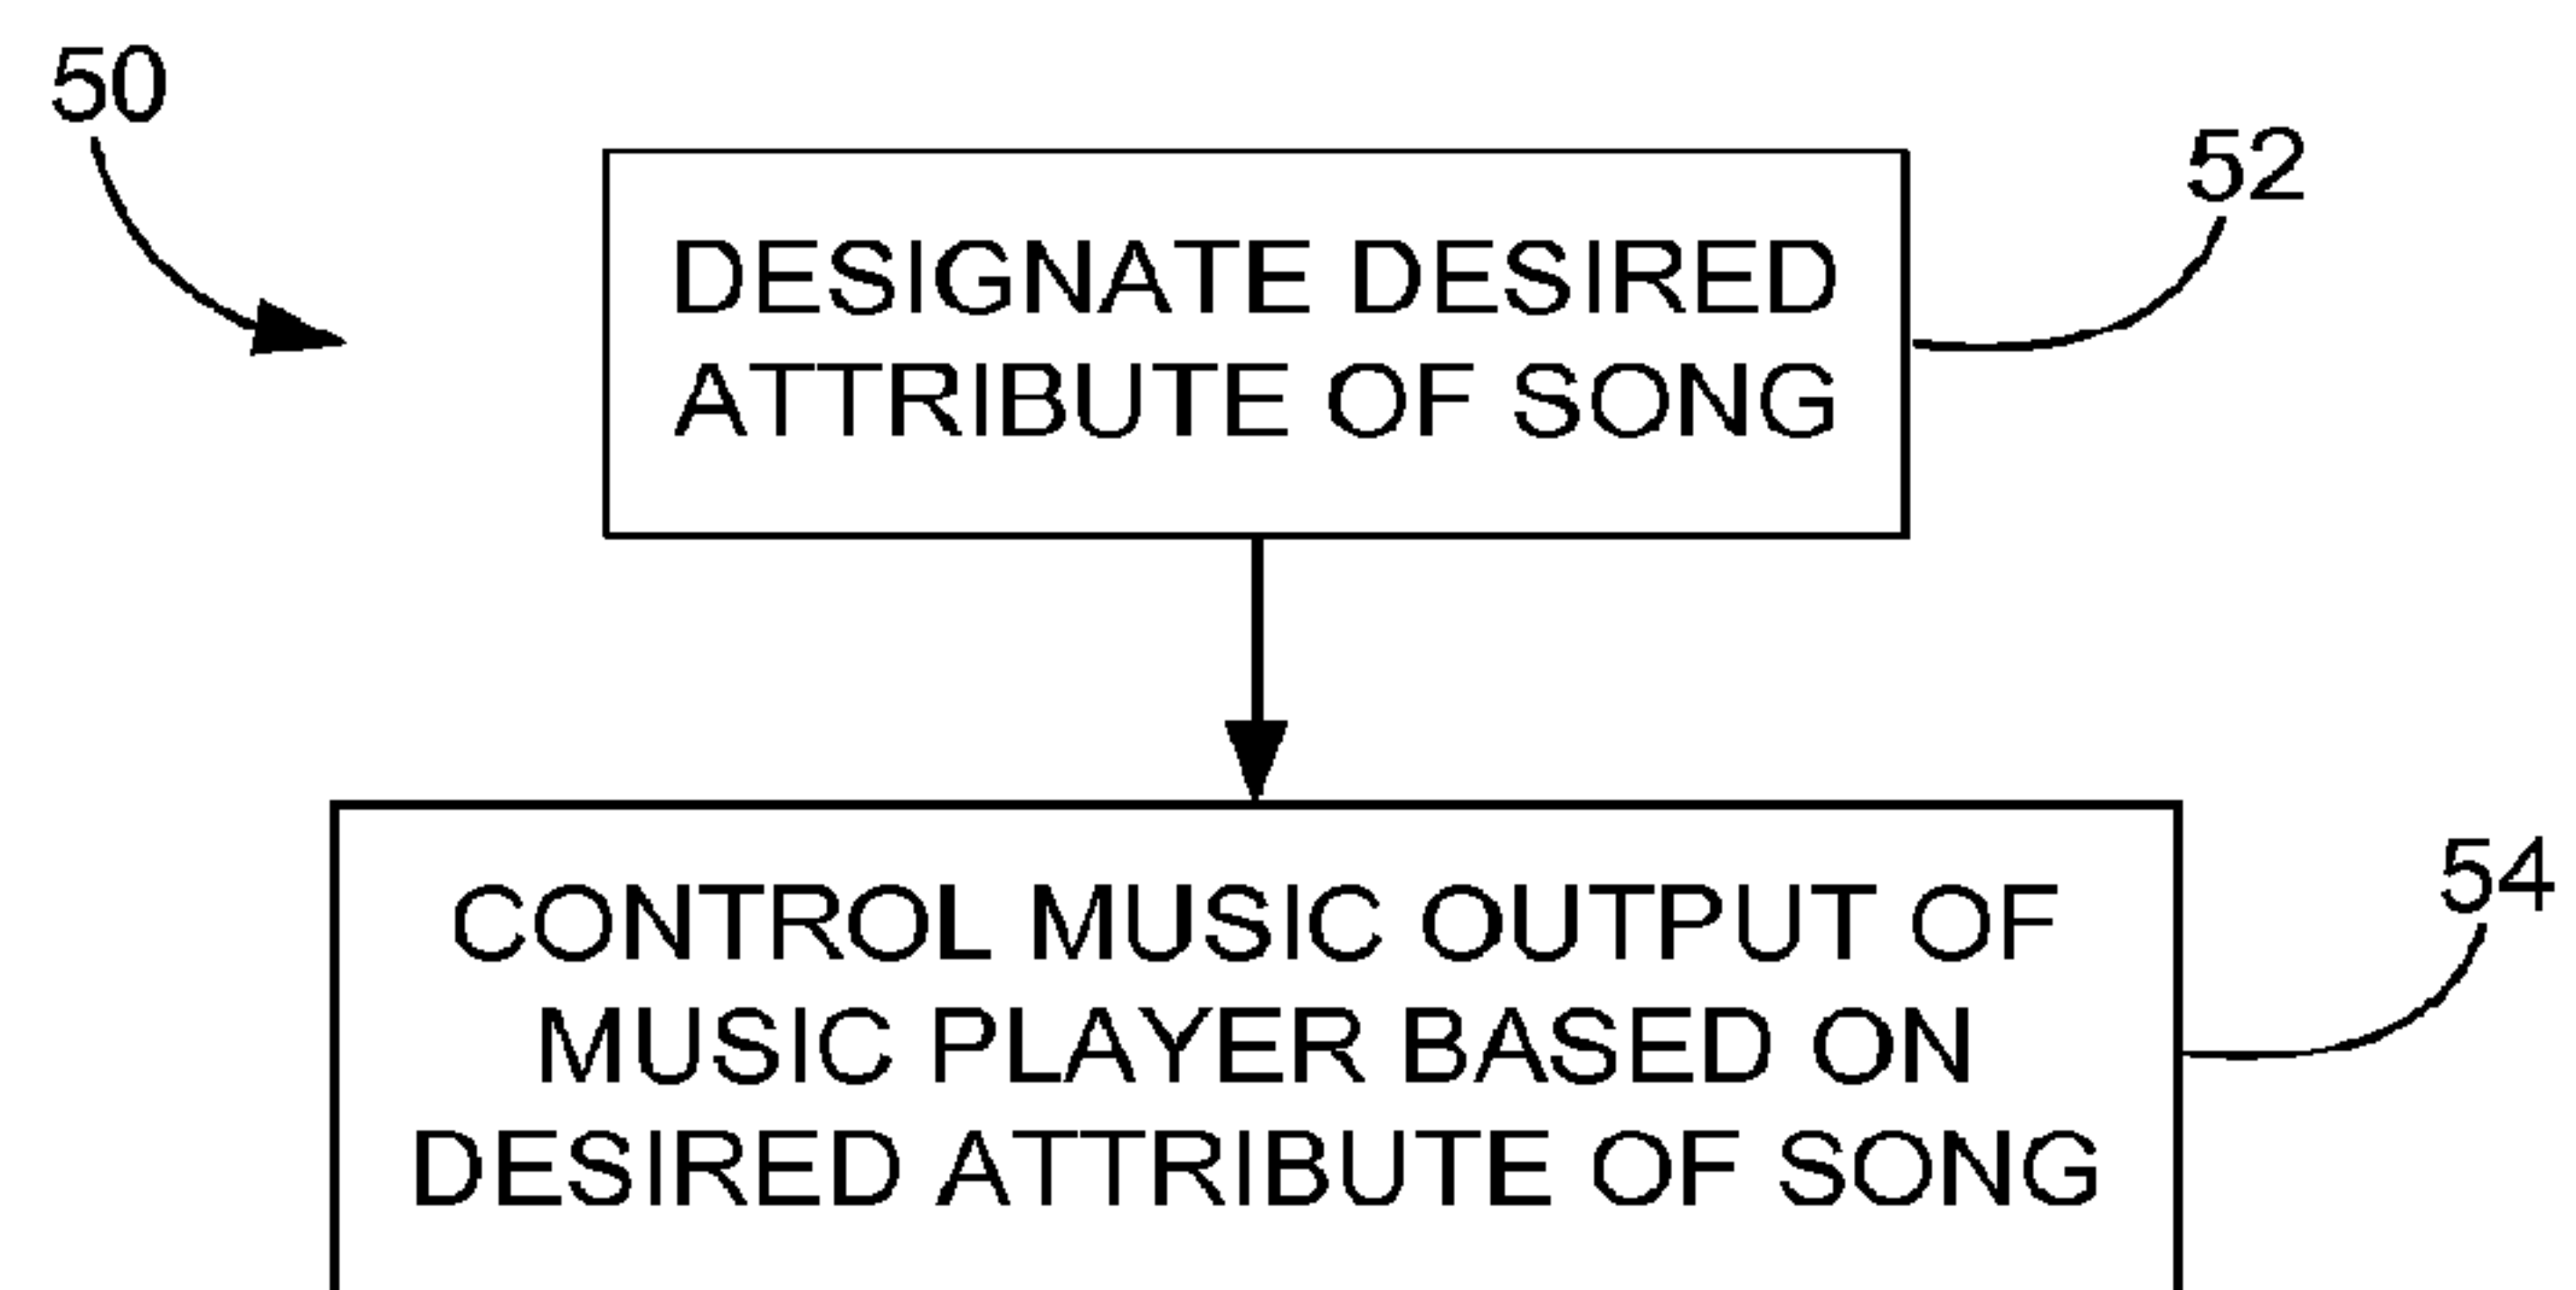 50
52
DESIGNATE DESIRED
ATTRIBUTE OF SONG
54
CONTROL MUSIC OUTPUT OF
MUSIC PLAYER BASED ON
DESIRED ATTRIBUTE OF SONG